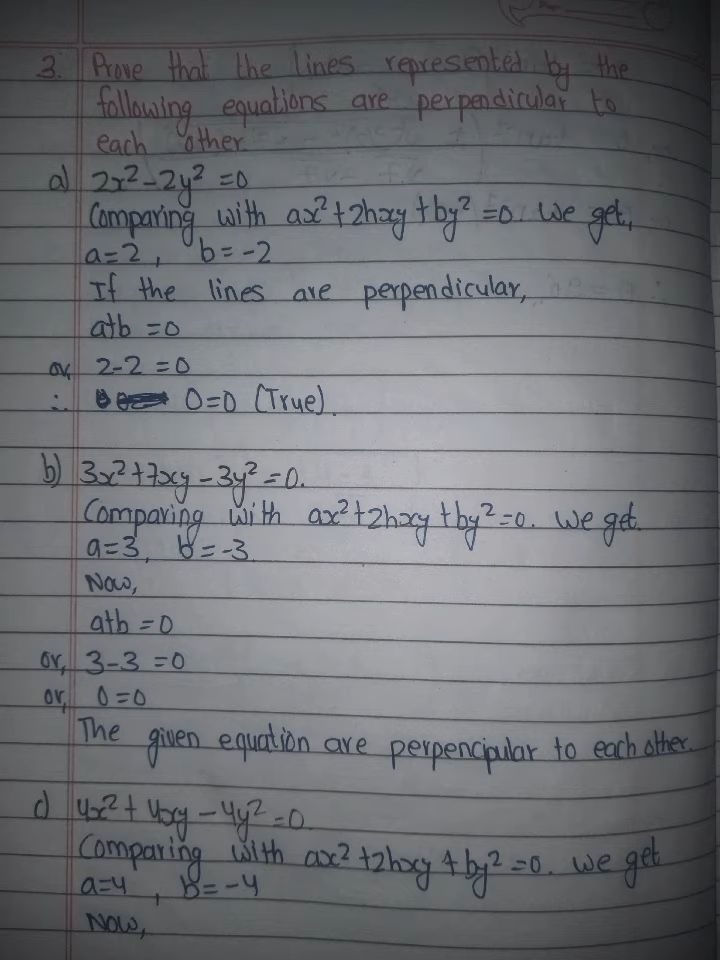 3. Prove that the lines represented by the
following equations are perpendicular to
each other
a) 2x²-2y² =0
Comparing with ax²+2hxy+by² =0. We get,
a=2, b=-2
If the lines are perpendicular,
a+b =0
or, 2-2 =0
∴ 0=0 (True).
b) 3x²+7xy-3y²=0.
Comparing with ax²+2hxy+by²=0. We get.
a=3, b=-3.
Now,
a+b =0
or, 3-3 =0
or, 0=0
The given equation are perpencipular to each other.
c) 4x²+4xy-4y²=0.
Comparing with ax²+2hxy+by²=0. We get
a=4, b=-4
Now,